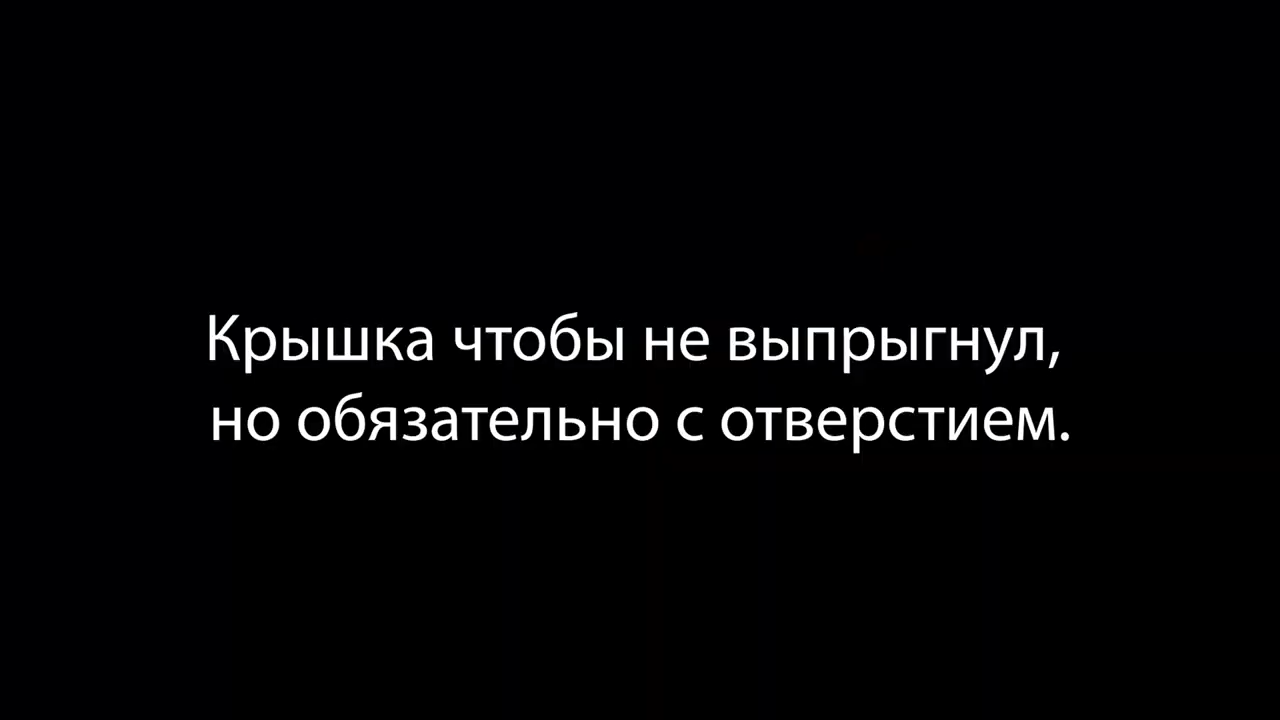 Крышка чтобы не выпрыгнул,
но обязательно с отверстием.